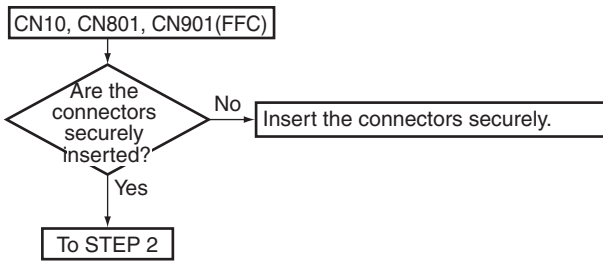 CN10, CN801, CN901(FFC)
Are the
connectors
securely
inserted?
No
Insert the connectors securely.
Yes
To STEP 2